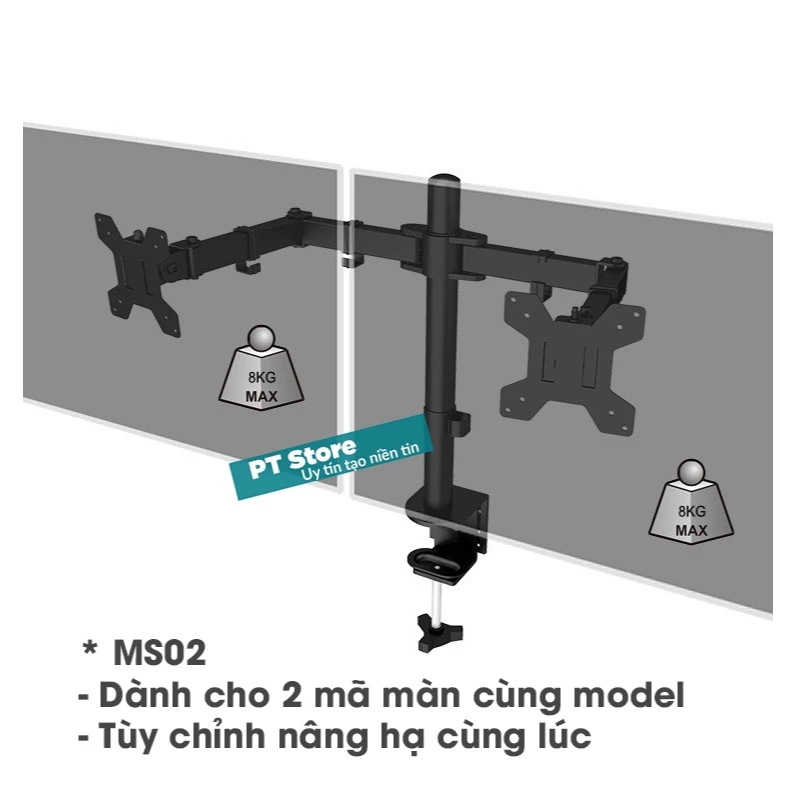 8KG
MAX
PT Store
Uy tín tạo niền tin
8KG
MAX
* MS02
- Dành cho 2 mã màn cùng model
- Tùy chỉnh nâng hạ cùng lúc